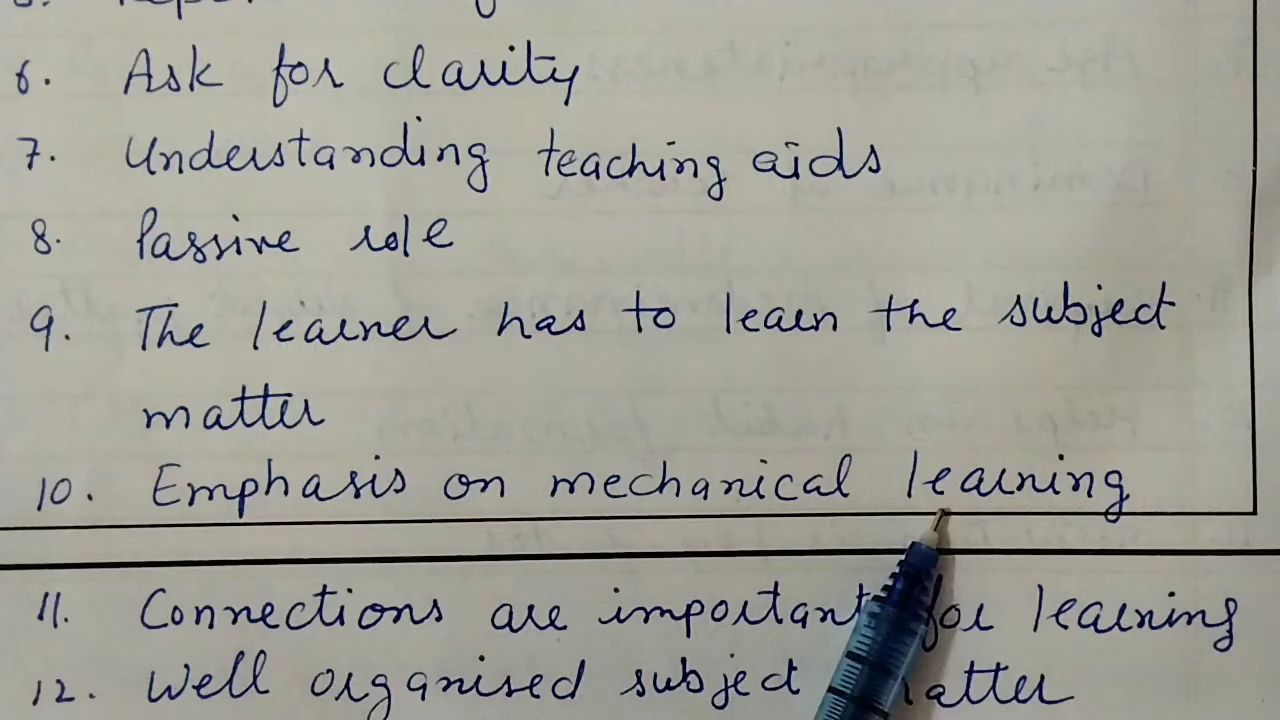 6. Ask for clarity
7. Understanding teaching aids
8. Passive role
9. The learner has to learn the subject
matter
10. Emphasis on mechanical learning
11. Connections are important for learning
12. Well organised subject matter